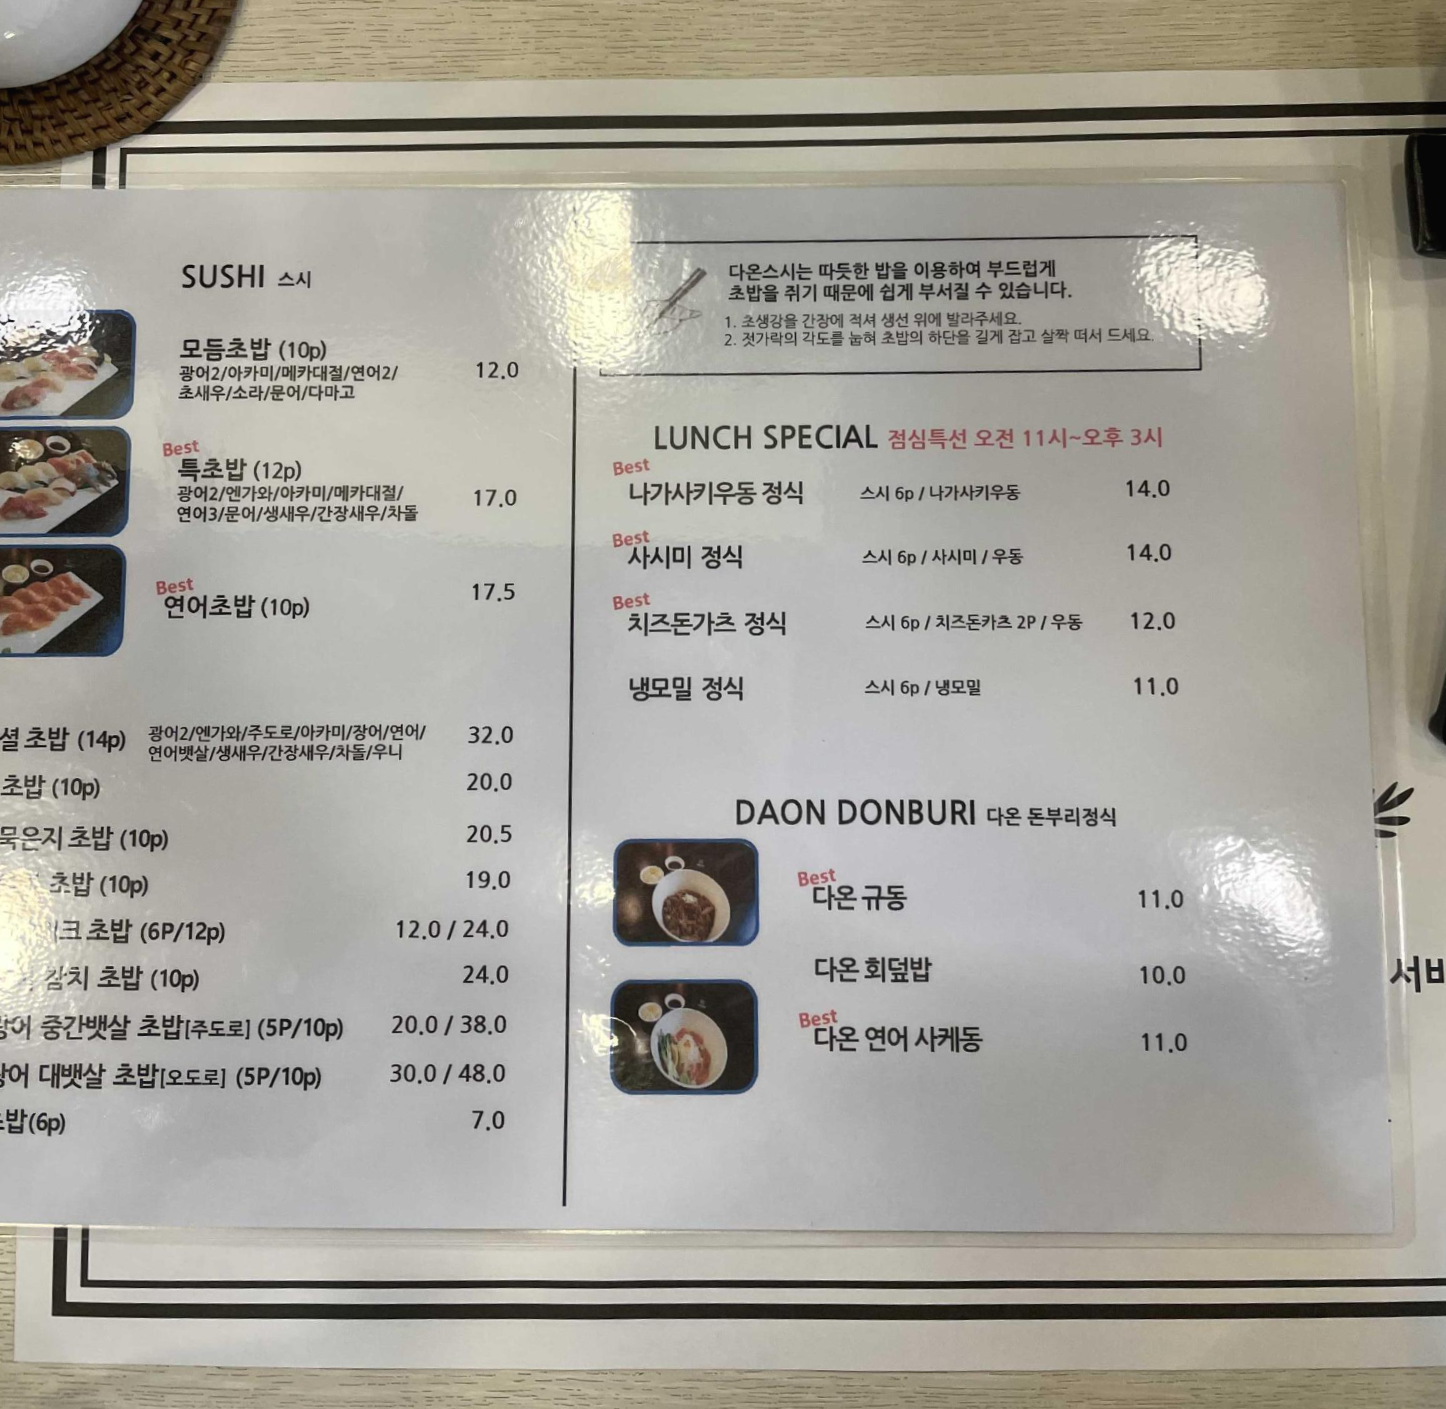 SUSHI 스시
모듬초밥 (10p)
광어2/아카미/메카대절/연어2/
초새우/소라/문어/다마고
12.0
Best
특초밥 (12p)
광어2/엔가와/아카미/메카대절/
연어3/문어/생새우/간장새우/차돌
17.0
Best
연어초밥 (10p)
17.5
셜 초밥 (14p) 광어2/엔가와/주도로/아카미/장어/연어/
연어뱃살/생새우/간장새우/차돌/우니
32.0
초밥 (10p) 20.0
묵은지 초밥 (10p) 20.5
초밥 (10p) 19.0
크 초밥 (6P/12p) 12.0 / 24.0
참치 초밥 (10p) 24.0
중간뱃살 초밥[주도로] (5P/10p) 20.0 / 38.0
대뱃살 초밥[오도로] (5P/10p) 30.0 / 48.0
밥(6p) 7.0
다온스시는 따듯한 밥을 이용하여 부드럽게
초밥을 쥐기 때문에 쉽게 부서질 수 있습니다.
1. 초생강을 간장에 적셔 생선 위에 발라주세요.
2. 젓가락의 각도를 눕혀 초밥의 하단을 길게 잡고 살짝 떠서 드세요.
LUNCH SPECIAL 점심특선 오전 11시~오후 3시
Best
나가사키우동 정식 스시 6p / 나가사키우동 14.0
Best
사시미 정식 스시 6p / 사시미 / 우동 14.0
Best
치즈돈가츠 정식 스시 6p / 치즈돈카츠 2P / 우동 12.0
냉모밀 정식 스시 6p / 냉모밀 11.0
DAON DONBURI 다온 돈부리정식
Best
다온 규동 11.0
다온 회덮밥 10.0
Best
다온 연어 사케동 11.0
서비